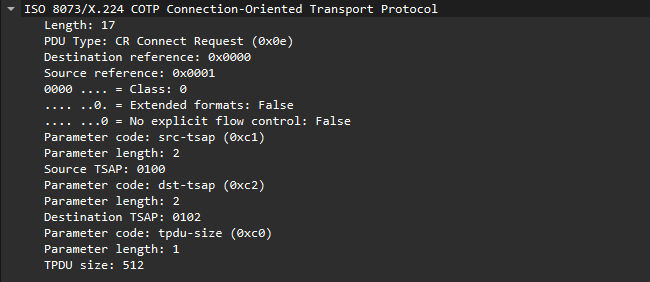 ISO 8073/X.224 COTP Connection-Oriented Transport Protocol
Length: 17
PDU Type: CR Connect Request (0x0e)
Destination reference: 0x0000
Source reference: 0x0001
0000 .... = Class: 0
.... ..0. = Extended formats: False
.... ...0 = No explicit flow control: False
Parameter code: src-tsap (0xc1)
Parameter length: 2
Source TSAP: 0100
Parameter code: dst-tsap (0xc2)
Parameter length: 2
Destination TSAP: 0102
Parameter code: tpdu-size (0xc0)
Parameter length: 1
TPDU size: 512